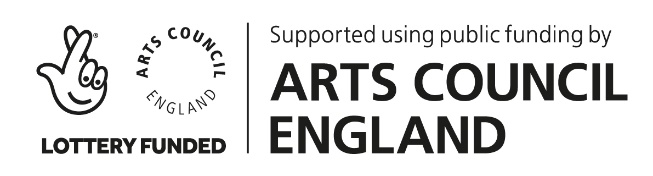 ®
ARTS COUNCIL
ENGLAND
LOTTERY FUNDED
Supported using public funding by
ARTS COUNCIL
ENGLAND